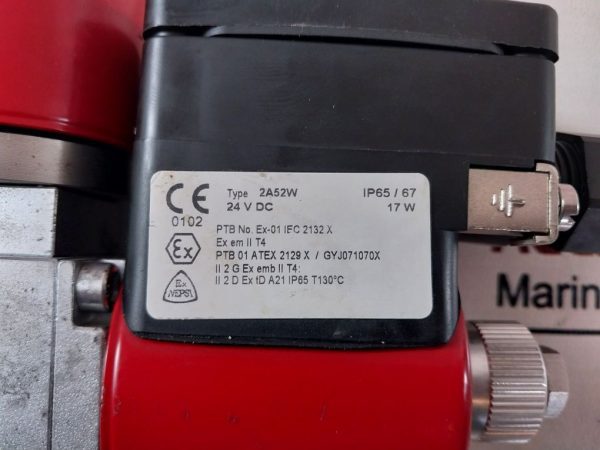 CE
0102
Type 2A52W IP65 / 67
24 V DC 17 W
PTB No. Ex-01 IEC 2132 X
Ex em II T4
PTB 01 ATEX 2129 X / GYJ071070X
II 2 G Ex emb II T4:
II 2 D Ex tD A21 IP65 T130°C
Ex
Ex
NEPSI
Marin